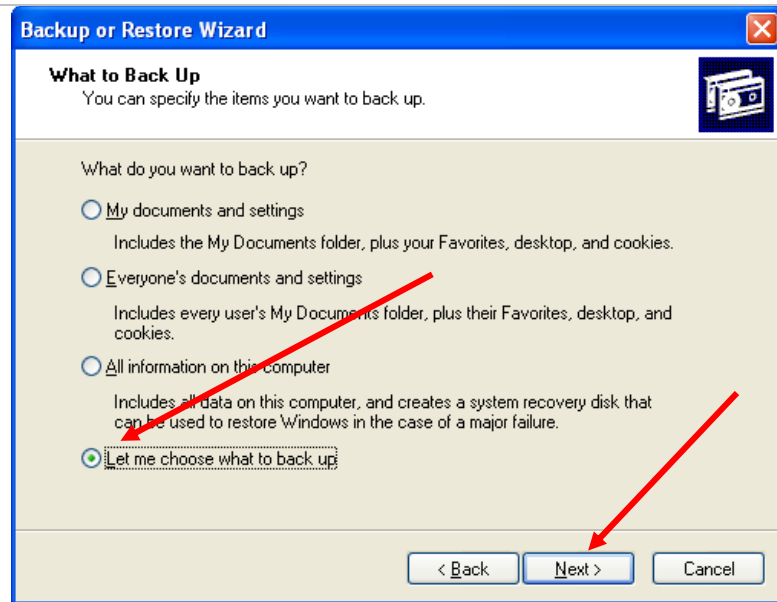 Backup or Restore Wizard
What to Back Up
You can specify the items you want to back up.
What do you want to back up?
My documents and settings
Includes the My Documents folder, plus your Favorites, desktop, and cookies.
Everyone's documents and settings
Includes every user's My Documents folder, plus their Favorites, desktop, and
cookies.
All information on this computer
Includes all data on this computer, and creates a system recovery disk that
can be used to restore Windows in the case of a major failure.
Let me choose what to back up
< Back
Next >
Cancel